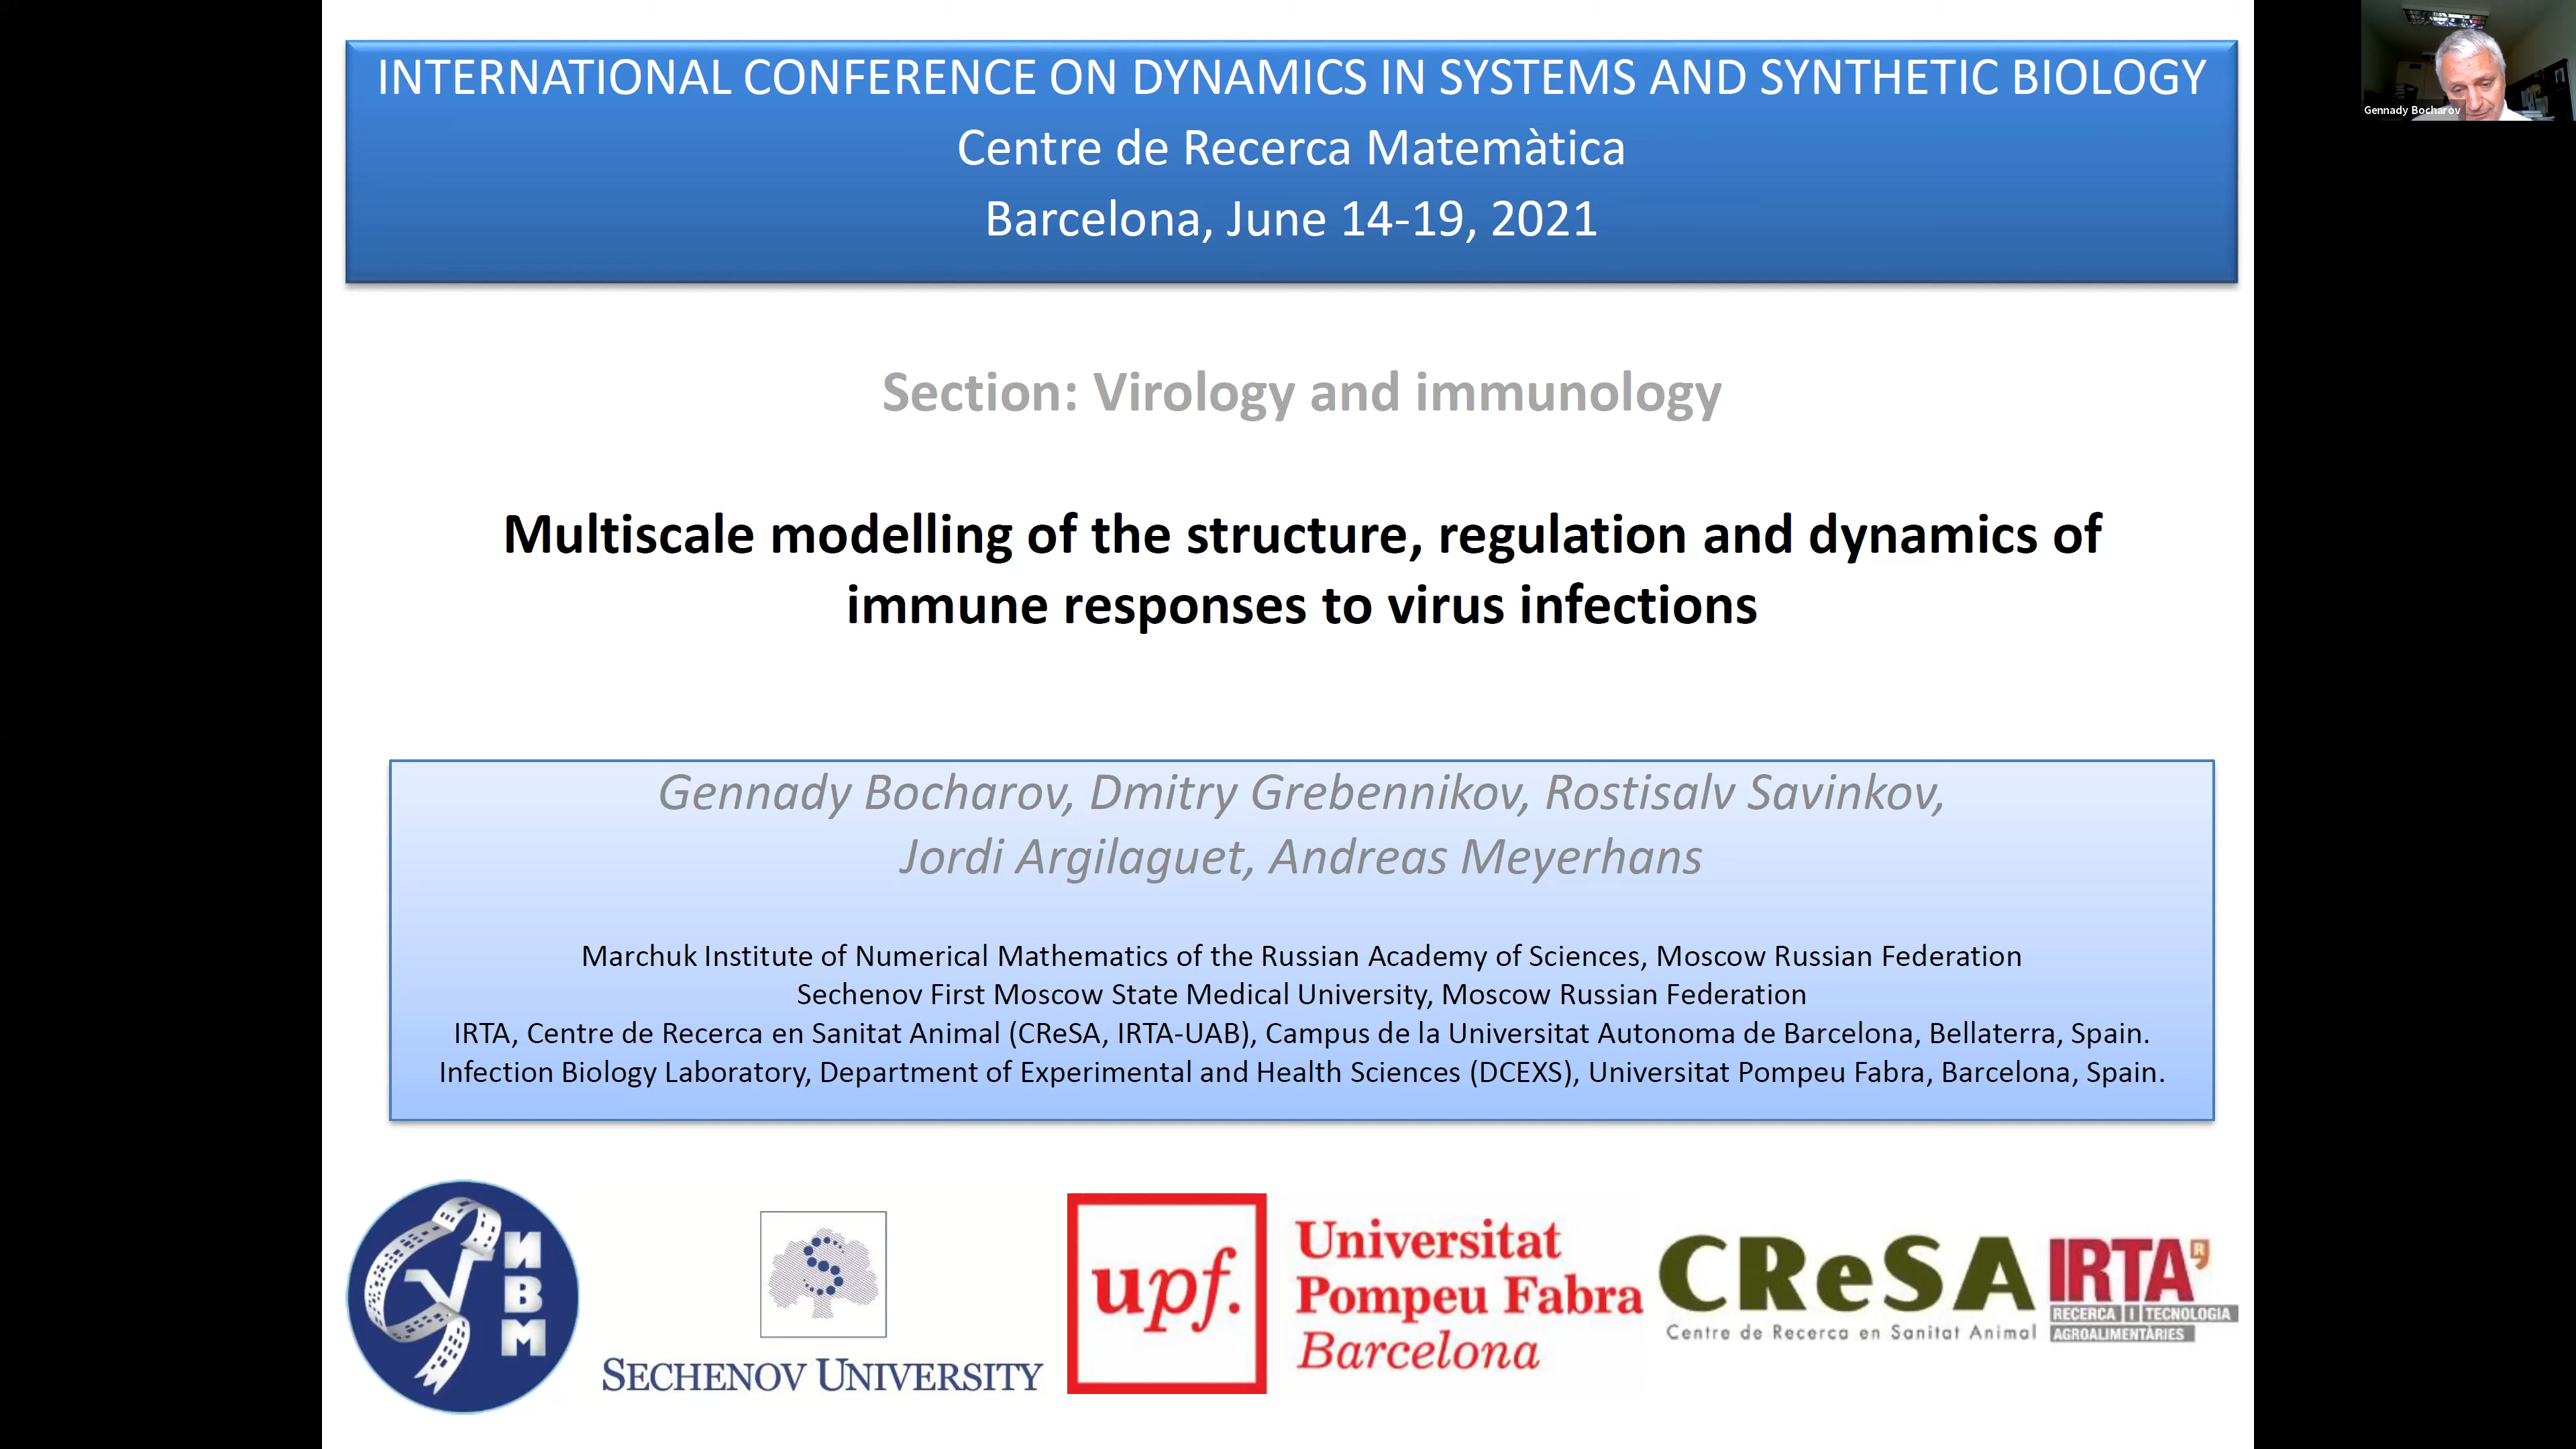 INTERNATIONAL CONFERENCE ON DYNAMICS IN SYSTEMS AND SYNTHETIC BIOLOGY
Centre de Recerca Matemàtica
Barcelona, June 14-19, 2021
Gennady Bocharov
Section: Virology and immunology
Multiscale modelling of the structure, regulation and dynamics of
immune responses to virus infections
Gennady Bocharov, Dmitry Grebennikov, Rostisalv Savinkov,
Jordi Argilaguet, Andreas Meyerhans
Marchuk Institute of Numerical Mathematics of the Russian Academy of Sciences, Moscow Russian Federation
Sechenov First Moscow State Medical University, Moscow Russian Federation
IRTA, Centre de Recerca en Sanitat Animal (CReSA, IRTA-UAB), Campus de la Universitat Autonoma de Barcelona, Bellaterra, Spain.
Infection Biology Laboratory, Department of Experimental and Health Sciences (DCEXS), Universitat Pompeu Fabra, Barcelona, Spain.
И
В
М
SECHENOV UNIVERSITY
upf.
Universitat
Pompeu Fabra
Barcelona
CReSA
Centre de Recerca en Sanitat Animal
IRTA R
RECERCA I TECNOLOGIA
AGROALIMENTÀRIES